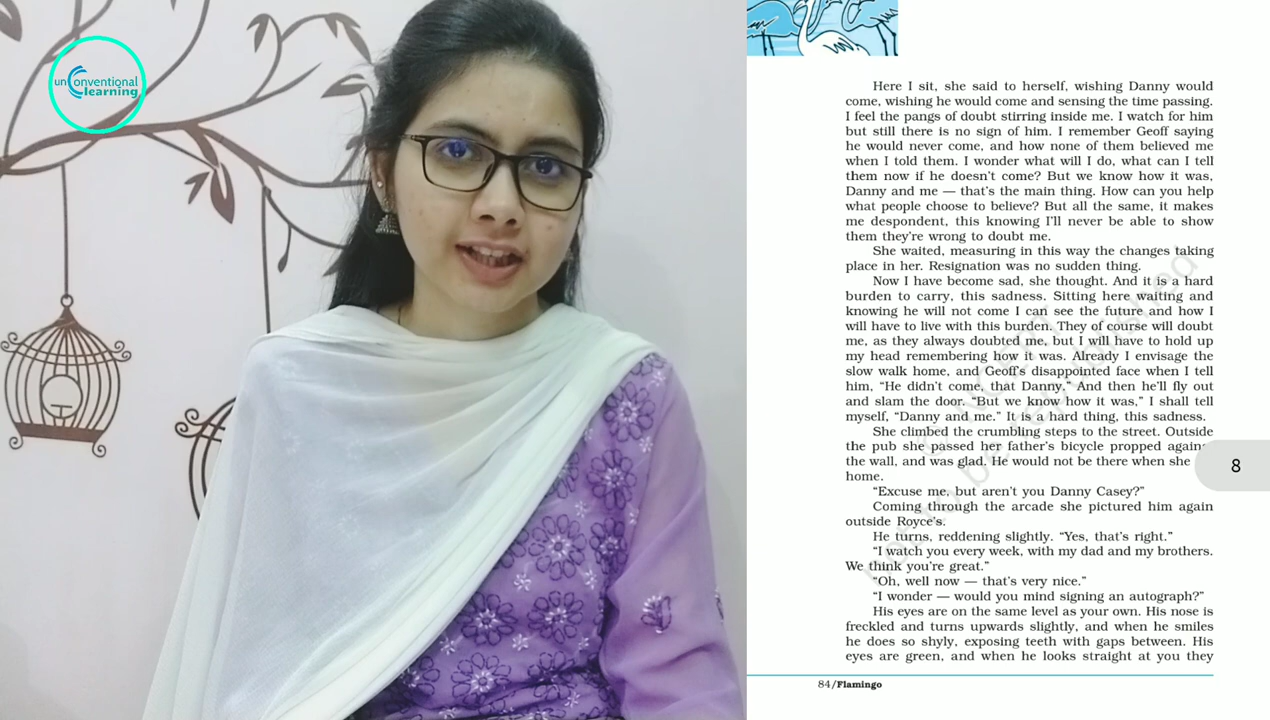 unConventional
learning
Here I sit, she said to herself, wishing Danny would
come, wishing he would come and sensing the time passing.
I feel the pangs of doubt stirring inside me. I watch for him
but still there is no sign of him. I remember Geoff saying
he would never come, and how none of them believed me
when I told them. I wonder what will I do, what can I tell
them now if he doesn't come? But we know how it was,
Danny and me — that's the main thing. How can you help
what people choose to believe? But all the same, it makes
me despondent, this knowing I'll never be able to show
them they're wrong to doubt me.
She waited, measuring in this way the changes taking
place in her. Resignation was no sudden thing.
Now I have become sad, she thought. And it is a hard
burden to carry, this sadness. Sitting here waiting and
knowing he will not come I can see the future and how I
will have to live with this burden. They of course will doubt
me, as they always doubted me, but I will have to hold up
my head remembering how it was. Already I envisage the
slow walk home, and Geoff's disappointed face when I tell
him, “He didn't come, that Danny.” And then he'll fly out
and slam the door. “But we know how it was,” I shall tell
myself, “Danny and me.” It is a hard thing, this sadness.
She climbed the crumbling steps to the street. Outside
the pub she passed her father's bicycle propped against
the wall, and was glad. He would not be there when she
home.
“Excuse me, but aren't you Danny Casey?”
Coming through the arcade she pictured him again
outside Royce's.
He turns, reddening slightly. “Yes, that's right.”
“I watch you every week, with my dad and my brothers.
We think you're great.”
“Oh, well now — that's very nice.”
“I wonder — would you mind signing an autograph?”
His eyes are on the same level as your own. His nose is
freckled and turns upwards slightly, and when he smiles
he does so shyly, exposing teeth with gaps between. His
eyes are green, and when he looks straight at you they
84/Flamingo
8